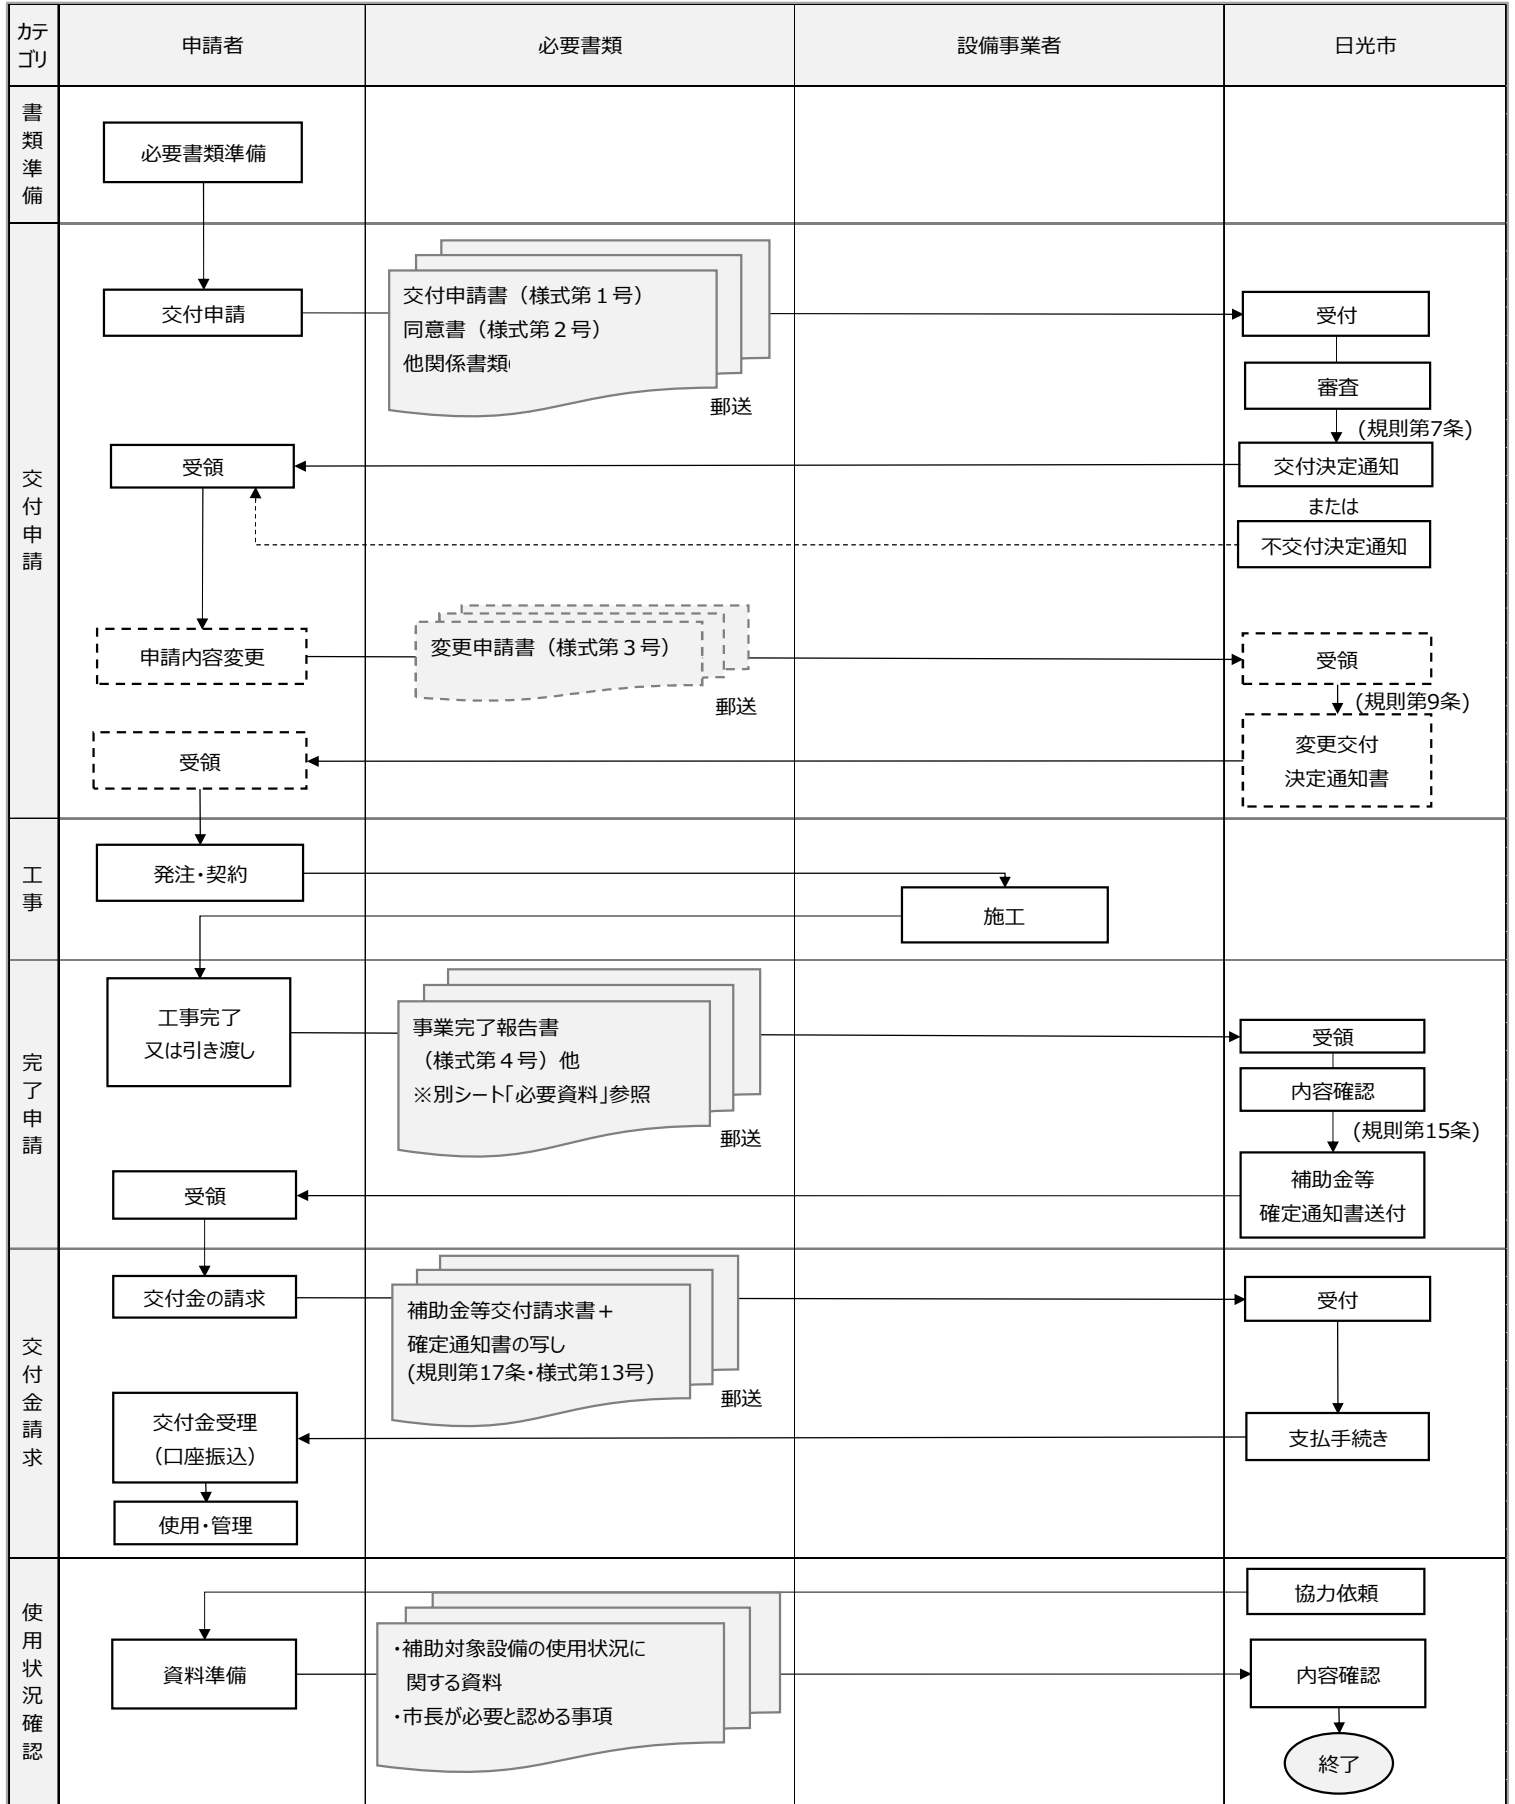 カテ
ゴリ
申請者
必要書類
設備事業者
日光市
書類準備
必要書類準備
交付申請
交付申請
交付申請書（様式第１号）
同意書（様式第２号）
他関係書類(
郵送
受付
審査
(規則第7条)
受領
交付決定通知
または
不交付決定通知
申請内容変更
変更申請書（様式第３号）
郵送
受領
(規則第9条)
受領
変更交付
決定通知書
工事
発注・契約
施工
完了申請
工事完了
又は引き渡し
事業完了報告書
（様式第４号）他
※別シート「必要資料」参照
郵送
受領
内容確認
(規則第15条)
受領
補助金等
確定通知書送付
交付金請求
交付金の請求
補助金等交付請求書＋
確定通知書の写し
(規則第17条・様式第13号)
郵送
受付
交付金受理
（口座振込）
支払手続き
使用・管理
使用状況確認
協力依頼
資料準備
・補助対象設備の使用状況に
関する資料
・市長が必要と認める事項
内容確認
終了